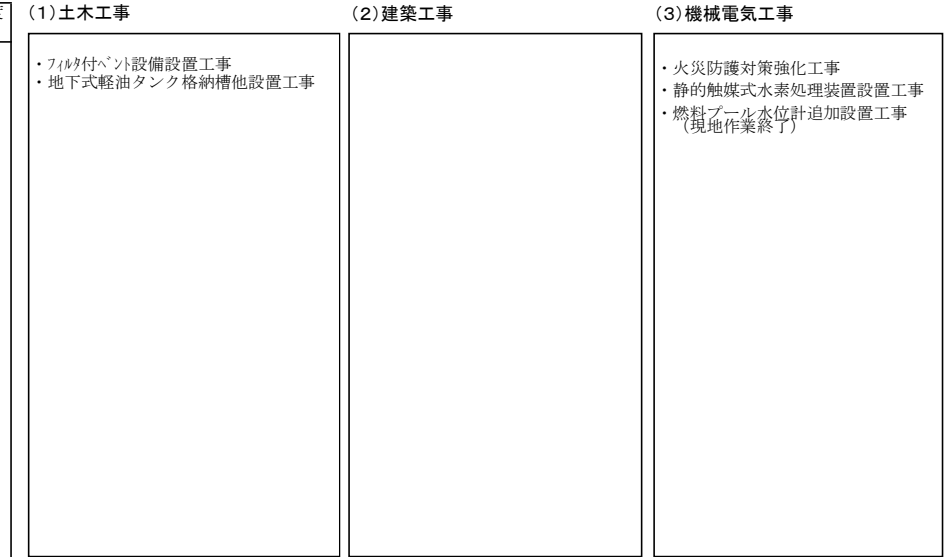 (1)土木工事
・ﾌｨﾙﾀ付ﾍﾞﾝﾄ設備設置工事
・地下式軽油タンク格納槽他設置工事
(2)建築工事
(3)機械電気工事
・火災防護対策強化工事
・静的触媒式水素処理装置設置工事
・燃料プール水位計追加設置工事
(現地作業終了)